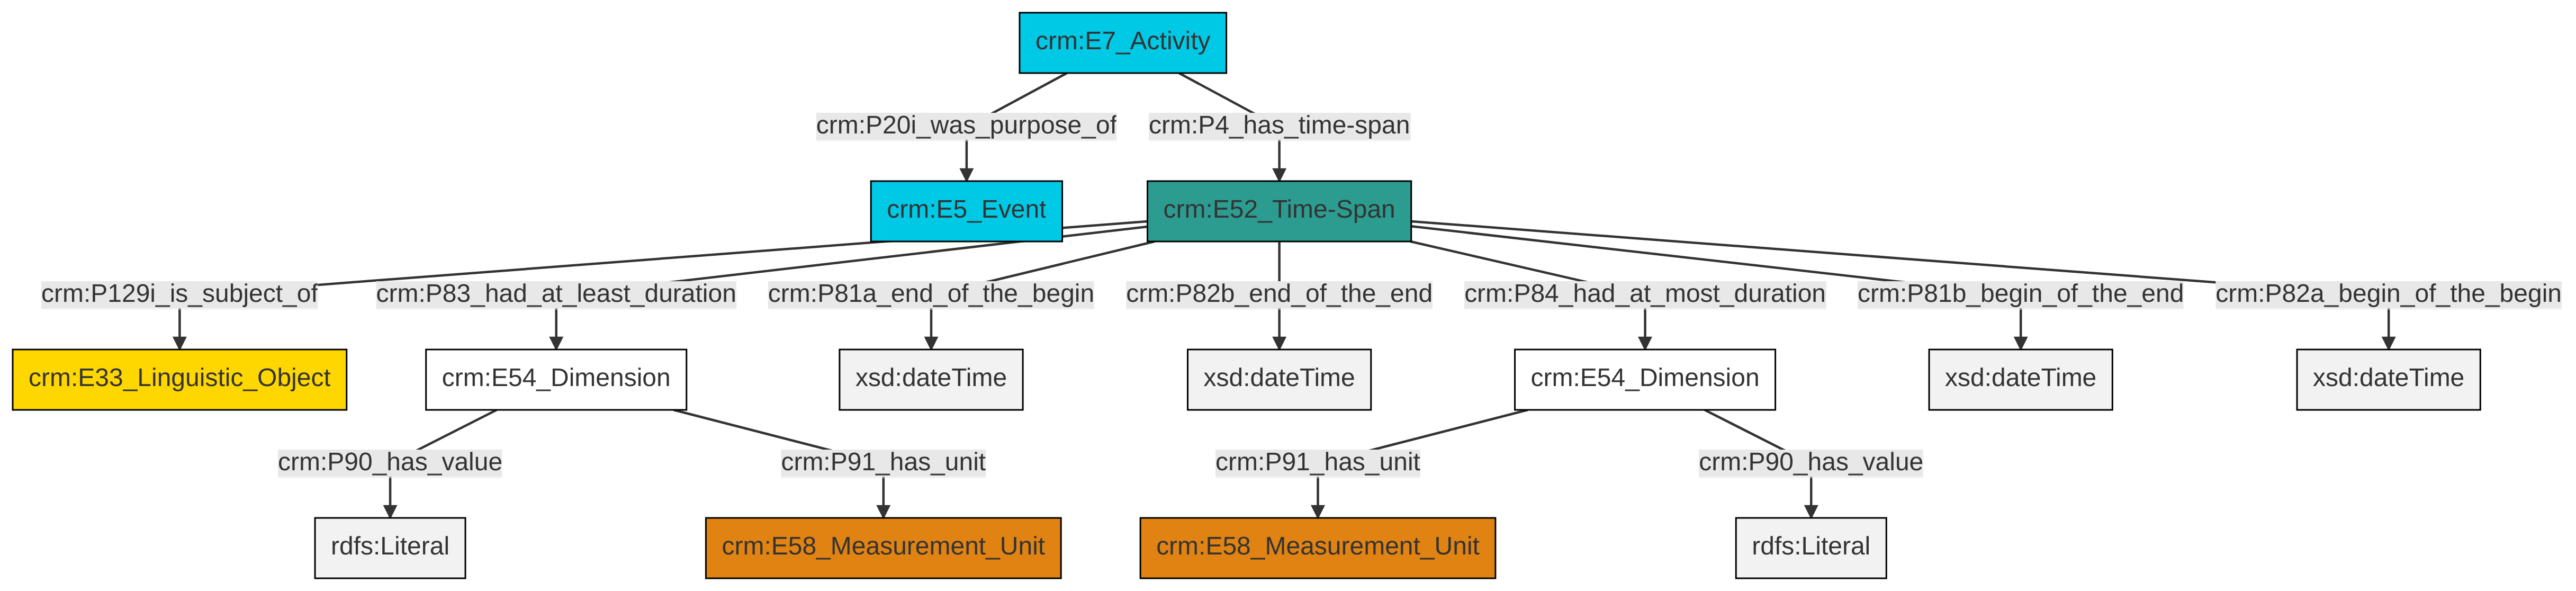 crm:E7_Activity
crm:P20i_was_purpose_of
crm:P4_has_time-span
crm:E5_Event
crm:E52_Time-Span
crm:P129i_is_subject_of
crm:P83_had_at_least_duration
crm:P81a_end_of_the_begin
crm:P82b_end_of_the_end
crm:P84_had_at_most_duration
crm:P81b_begin_of_the_end
crm:P82a_begin_of_the_begin
crm:E33_Linguistic_Object
crm:E54_Dimension
xsd:dateTime
xsd:dateTime
crm:E54_Dimension
xsd:dateTime
xsd:dateTime
crm:P90_has_value
crm:P91_has_unit
crm:P91_has_unit
crm:P90_has_value
rdfs:Literal
crm:E58_Measurement_Unit
crm:E58_Measurement_Unit
rdfs:Literal